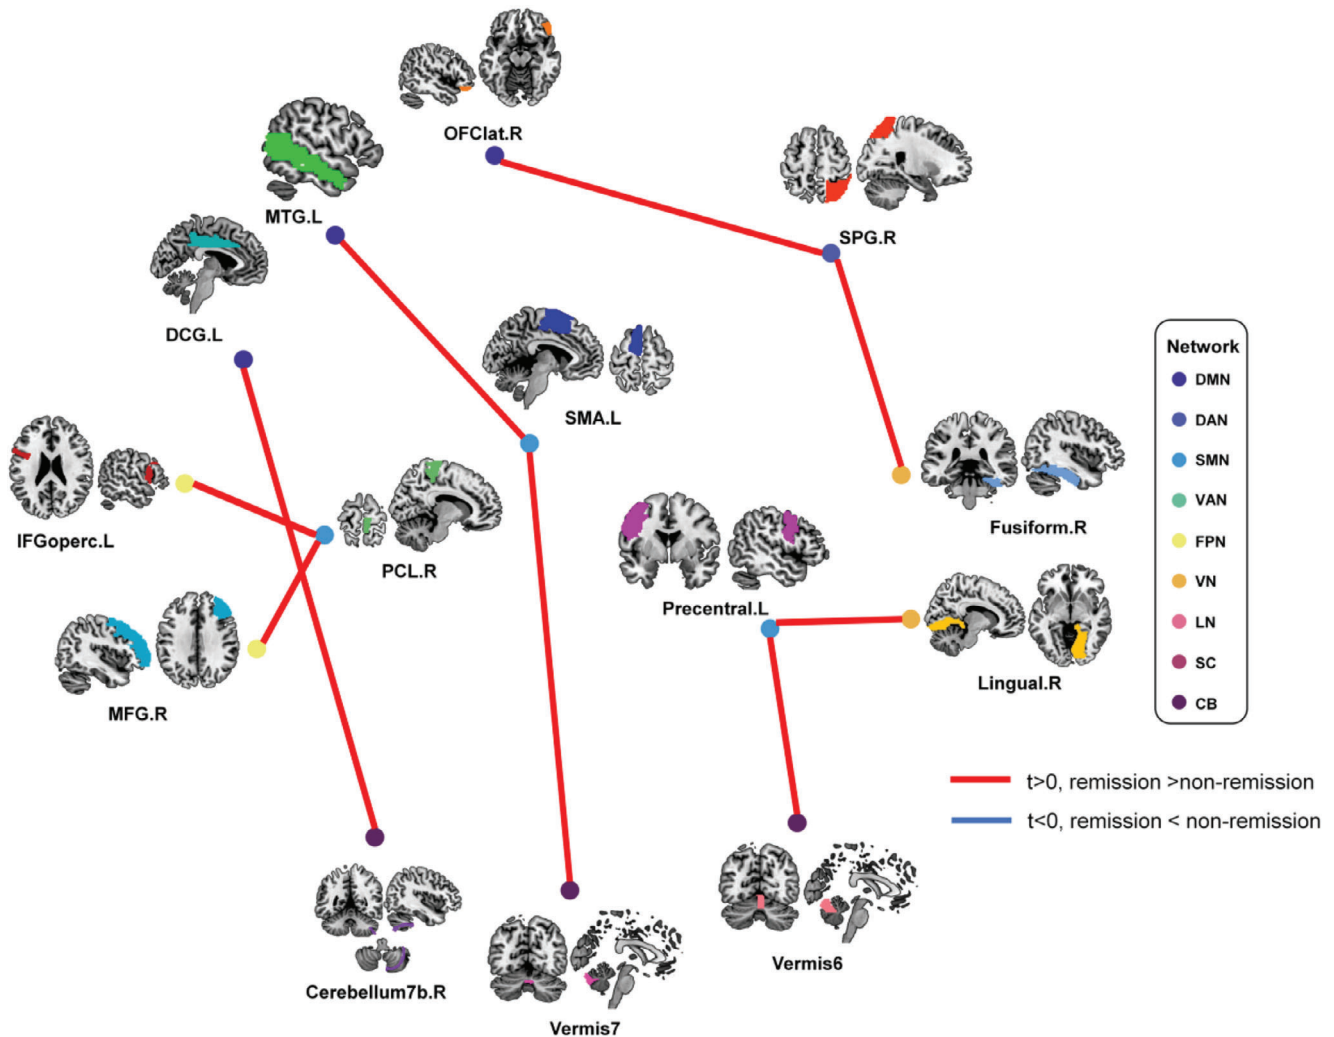 OFClat.R
MTG.L
SPG.R
DCG.L
SMA.L
IFGoperc.L
PCL.R
Fusiform.R
Precentral.L
Lingual.R
MFG.R
Cerebellum7b.R
Vermis7
Vermis6
Network
DMN
DAN
SMN
VAN
FPN
VN
LN
SC
CB
t>0, remission >non-remission
t<0, remission < non-remission